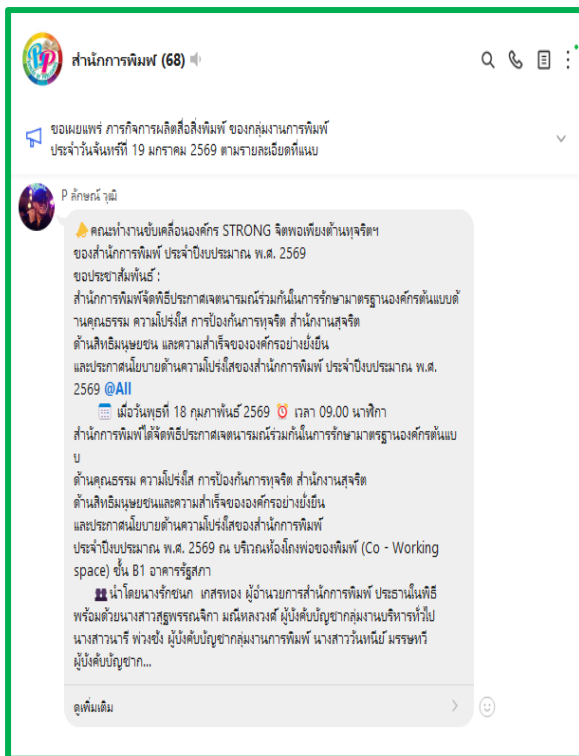 สำนักการพิมพ์ (68)
ขอเผยแพร่ ภารกิจการผลิตสื่อสิ่งพิมพ์ ของกลุ่มงานการพิมพ์
ประจำวันจันทร์ที่ 19 มกราคม 2569 ตามรายละเอียดที่แนบ
P ลักษณ์ วุฒิ
คณะทำงานขับเคลื่อนองค์กร STRONG จิตพอเพียงต้านทุจริตฯ
ของสำนักการพิมพ์ ประจำปีงบประมาณ พ.ศ. 2569
ขอประชาสัมพันธ์ :
สำนักการพิมพ์จัดพิธีประกาศเจตนารมณ์ร่วมกันในการรักษามาตรฐานองค์กรต้นแบบด้
านคุณธรรม ความโปร่งใส การป้องกันการทุจริต สำนักงานสุจริต
ด้านสิทธิมนุษยชน และความสำเร็จขององค์กรอย่างยั่งยืน
และประกาศนโยบายด้านความโปร่งใสของสำนักการพิมพ์ ประจำปีงบประมาณ พ.ศ.
2569 @All
เมื่อวันพุธที่ 18 กุมภาพันธ์ 2569 ⏰ เวลา 09.00 นาฬิกา
สำนักการพิมพ์ได้จัดพิธีประกาศเจตนารมณ์ร่วมกันในการรักษามาตรฐานองค์กรต้นแบ
บ
ด้านคุณธรรม ความโปร่งใส การป้องกันการทุจริต สำนักงานสุจริต
ด้านสิทธิมนุษยชนและความสำเร็จขององค์กรอย่างยั่งยืน
และประกาศนโยบายด้านความโปร่งใสของสำนักการพิมพ์
ประจำปีงบประมาณ พ.ศ. 2569 ณ บริเวณห้องโถงพ่อของพิมพ์ (Co - Working
space) ชั้น B1 อาคารรัฐสภา
นำโดยนางรักชนก เกสรทอง ผู้อำนวยการสำนักการพิมพ์ ประธานในพิธี
พร้อมด้วยนางสาวสุฐพรรณจิกา มณีหลวงศ์ ผู้บังคับบัญชากลุ่มงานบริหารทั่วไป
นางสาวนารี พ่วงซัง ผู้บังคับบัญชากลุ่มงานการพิมพ์ นางสาววันทนีย์ มรรษทวี
ผู้บังคับบัญชาก...
ดูเพิ่มเติม